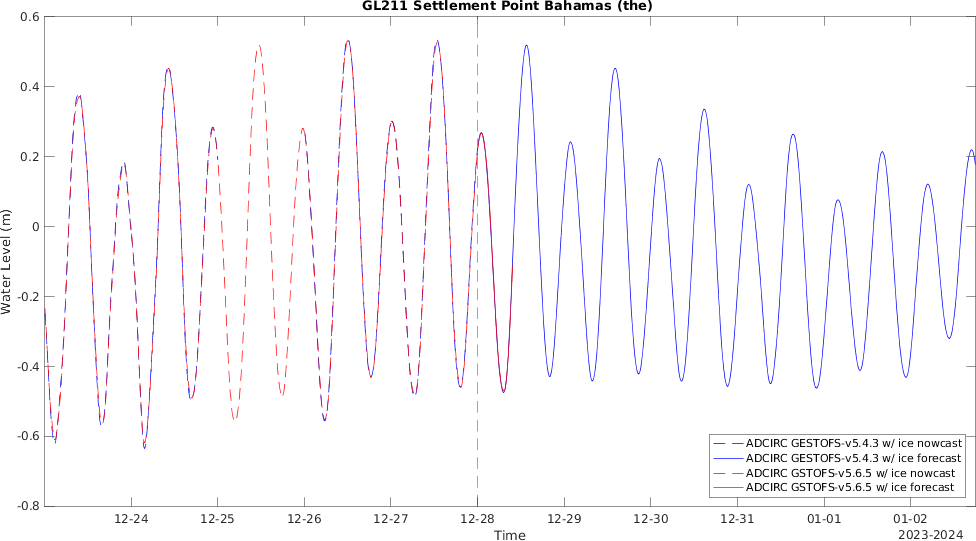 GL211 Settlement Point Bahamas (the)
0.6
0.4
0.2
0
-0.2
-0.4
-0.6
-0.8
Water Level (m)
ADCIRC GESTOFS-v5.4.3 w/ ice nowcast
ADCIRC GESTOFS-v5.4.3 w/ ice forecast
ADCIRC GSTOFS-v5.6.5 w/ ice nowcast
ADCIRC GSTOFS-v5.6.5 w/ ice forecast
12-24 12-25 12-26 12-27 12-28 12-29 12-30 12-31 01-01 01-02
Time
2023-2024